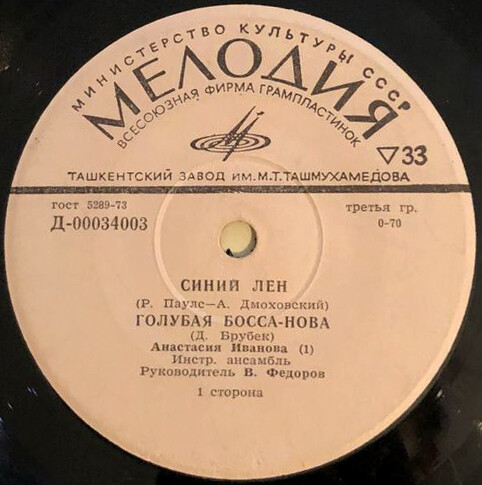 МИНИСТЕРСТВО КУЛЬТУРЫ СССР
МЕЛОДИЯ
ВСЕСОЮЗНАЯ ФИРМА ГРАМПЛАСТИНОК
▽33
ТАШКЕНТСКИЙ ЗАВОД ИМ. М.Т. ТАШМУХАМЕДОВА
гост 5289-73
третья гр.
Д-00034003
0-70
СИНИЙ ЛЕН
(Р. Паулс—А. Дмоховский)
ГОЛУБАЯ БОССА-НОВА
(Д. Брубек)
Анастасия Иванова (1)
Инстр. ансамбль
Руководитель В. Федоров
1 сторона